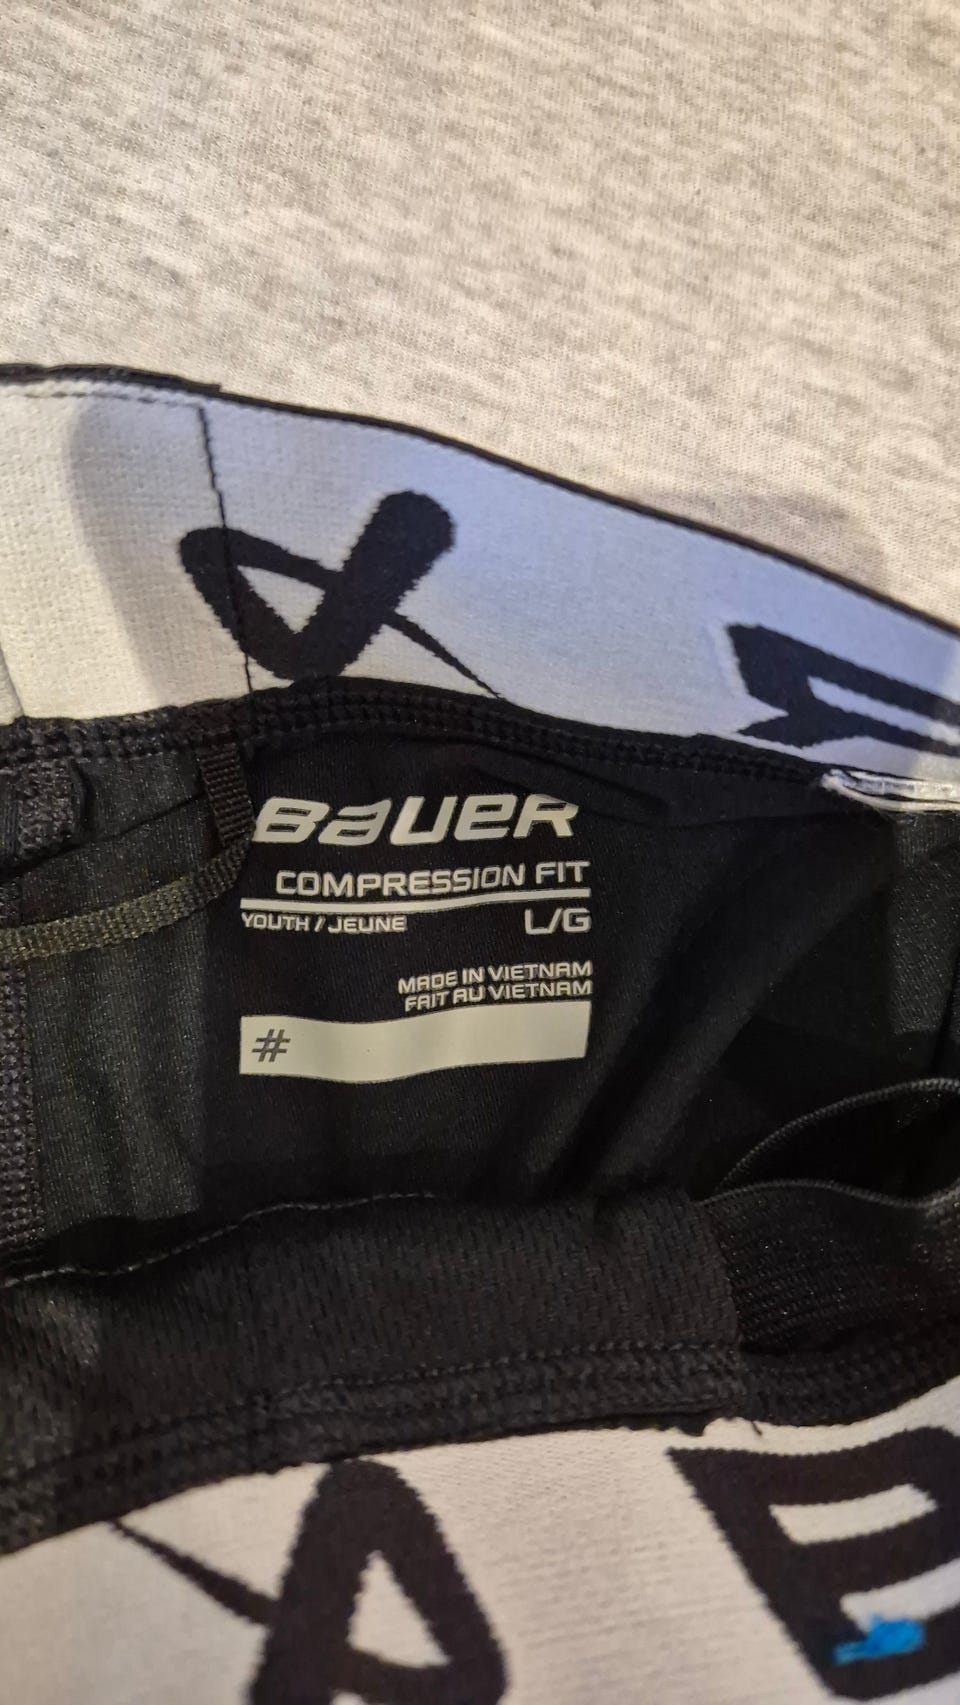 BAUER
COMPRESSION FIT
YOUTH / JEUNE L/G
MADE IN VIETNAM
FAIT AU VIETNAM
#